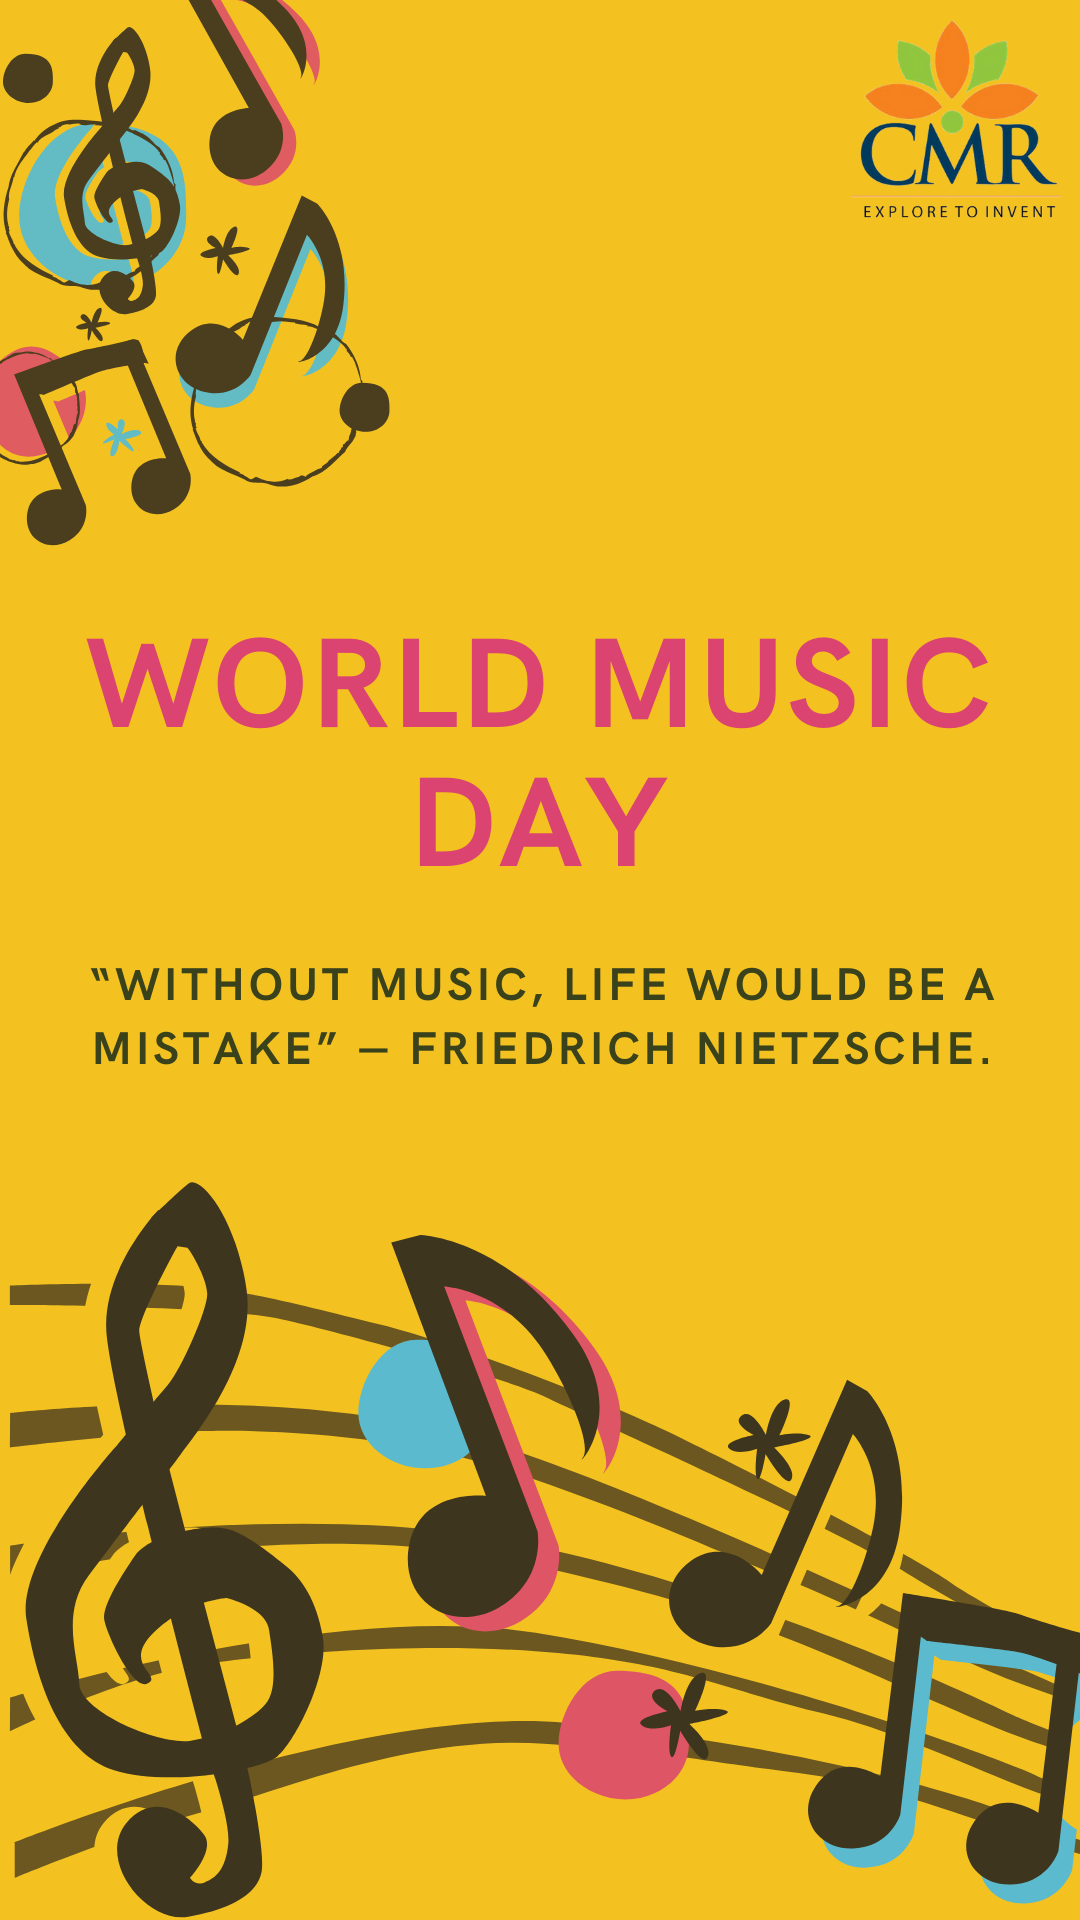 CMR
EXPLORE TO INVENT
WORLD MUSIC
DAY
“WITHOUT MUSIC, LIFE WOULD BE A
MISTAKE” – FRIEDRICH NIETZSCHE.